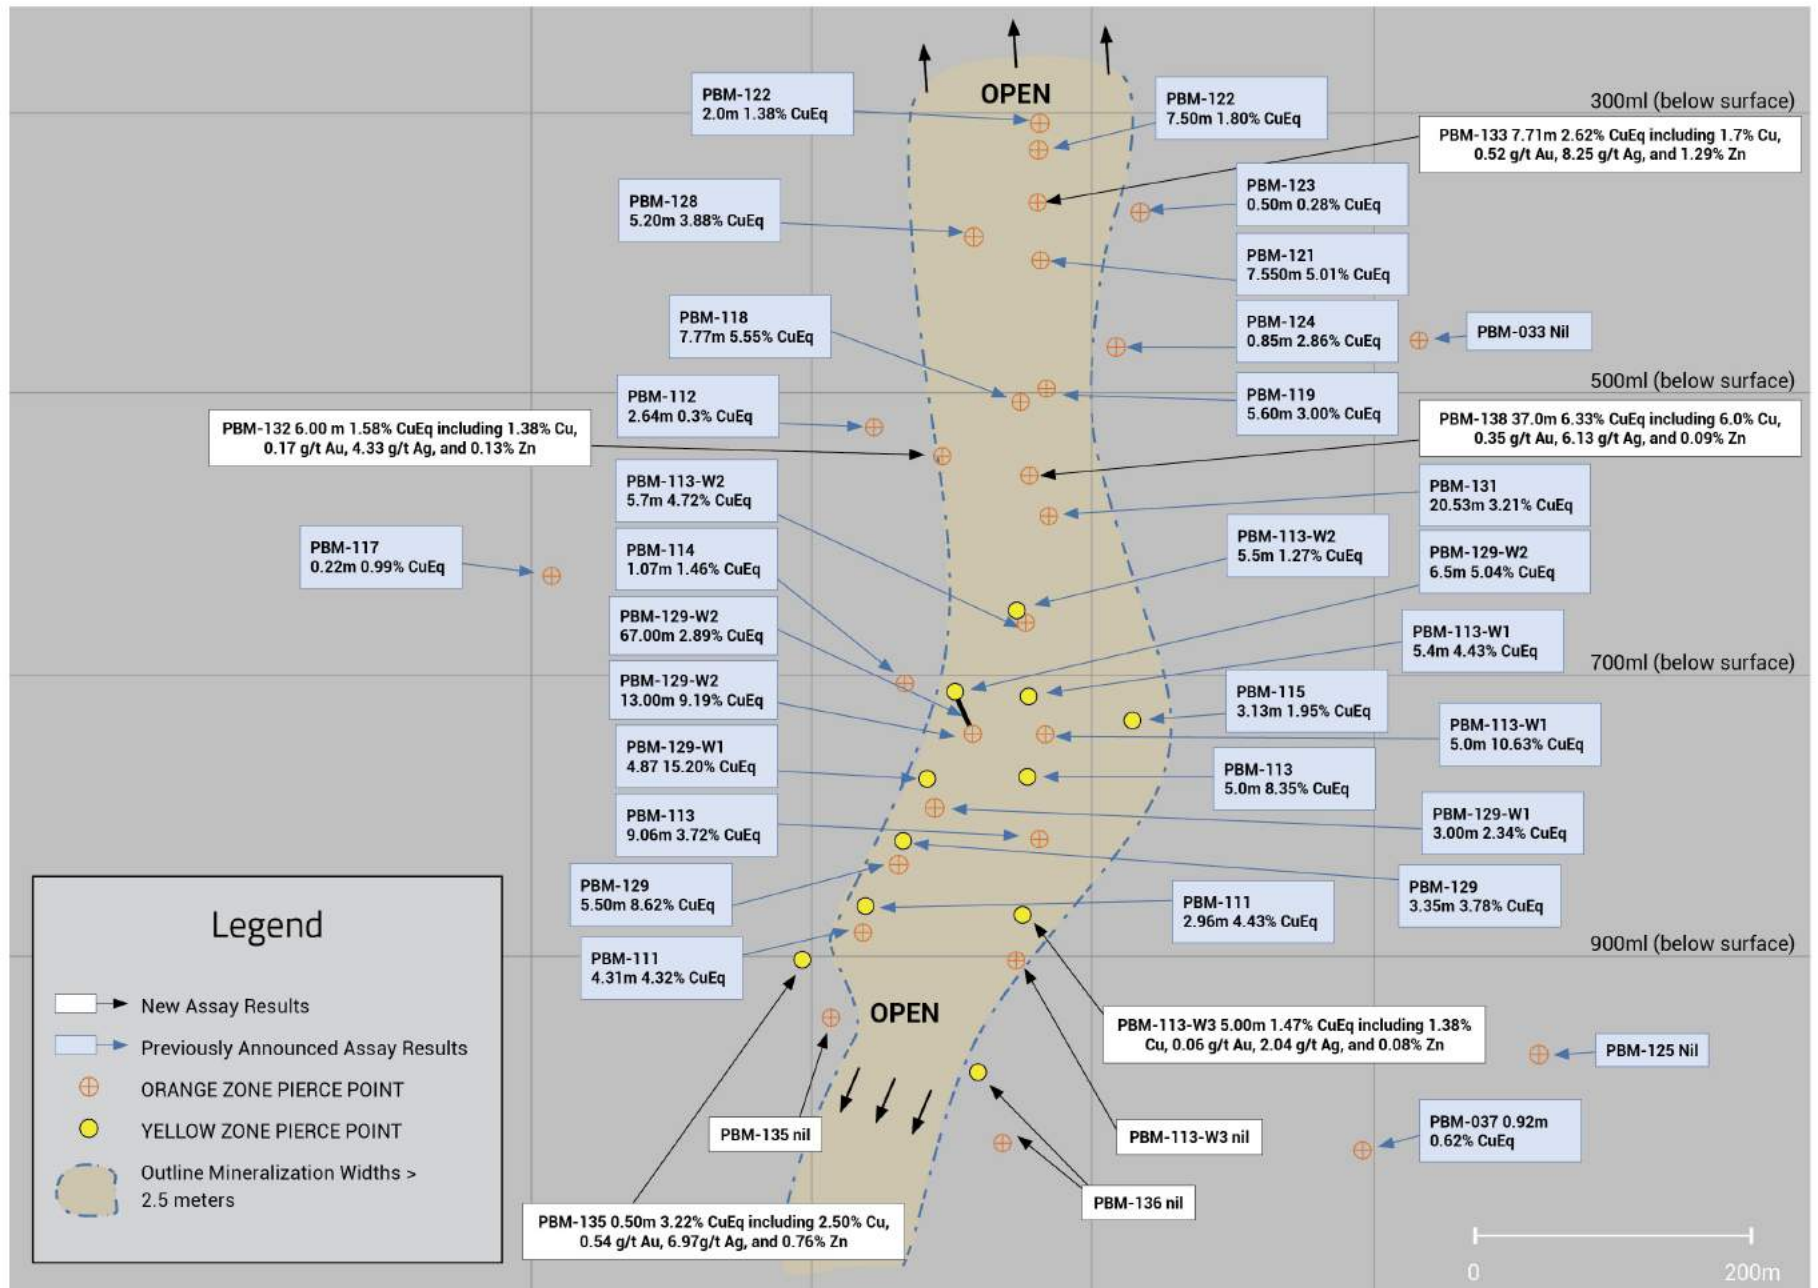 OPEN
PBM-122
2.0m 1.38% CuEq
PBM-122
7.50m 1.80% CuEq
300ml (below surface)
PBM-133 7.71m 2.62% CuEq including 1.7% Cu,
0.52 g/t Au, 8.25 g/t Ag, and 1.29% Zn
PBM-128
5.20m 3.88% CuEq
PBM-123
0.50m 0.28% CuEq
PBM-121
7.550m 5.01% CuEq
PBM-118
7.77m 5.55% CuEq
PBM-124
0.85m 2.86% CuEq
PBM-033 Nil
500ml (below surface)
PBM-112
2.64m 0.3% CuEq
PBM-119
5.60m 3.00% CuEq
PBM-132 6.00 m 1.58% CuEq including 1.38% Cu,
0.17 g/t Au, 4.33 g/t Ag, and 0.13% Zn
PBM-138 37.0m 6.33% CuEq including 6.0% Cu,
0.35 g/t Au, 6.13 g/t Ag, and 0.09% Zn
PBM-113-W2
5.7m 4.72% CuEq
PBM-131
20.53m 3.21% CuEq
PBM-117
0.22m 0.99% CuEq
PBM-114
1.07m 1.46% CuEq
PBM-113-W2
5.5m 1.27% CuEq
PBM-129-W2
6.5m 5.04% CuEq
PBM-129-W2
67.00m 2.89% CuEq
PBM-113-W1
5.4m 4.43% CuEq
700ml (below surface)
PBM-129-W2
13.00m 9.19% CuEq
PBM-115
3.13m 1.95% CuEq
PBM-113-W1
5.0m 10.63% CuEq
PBM-129-W1
4.87 15.20% CuEq
PBM-113
5.0m 8.35% CuEq
PBM-113
9.06m 3.72% CuEq
PBM-129-W1
3.00m 2.34% CuEq
PBM-129
5.50m 8.62% CuEq
PBM-111
2.96m 4.43% CuEq
PBM-129
3.35m 3.78% CuEq
PBM-111
4.31m 4.32% CuEq
900ml (below surface)
OPEN
PBM-113-W3 5.00m 1.47% CuEq including 1.38%
Cu, 0.06 g/t Au, 2.04 g/t Ag, and 0.08% Zn
PBM-125 Nil
PBM-135 nil
PBM-113-W3 nil
PBM-037 0.92m
0.62% CuEq
PBM-136 nil
PBM-135 0.50m 3.22% CuEq including 2.50% Cu,
0.54 g/t Au, 6.97g/t Ag, and 0.76% Zn
Legend
New Assay Results
Previously Announced Assay Results
ORANGE ZONE PIERCE POINT
YELLOW ZONE PIERCE POINT
Outline Mineralization Widths >
2.5 meters
0
200m